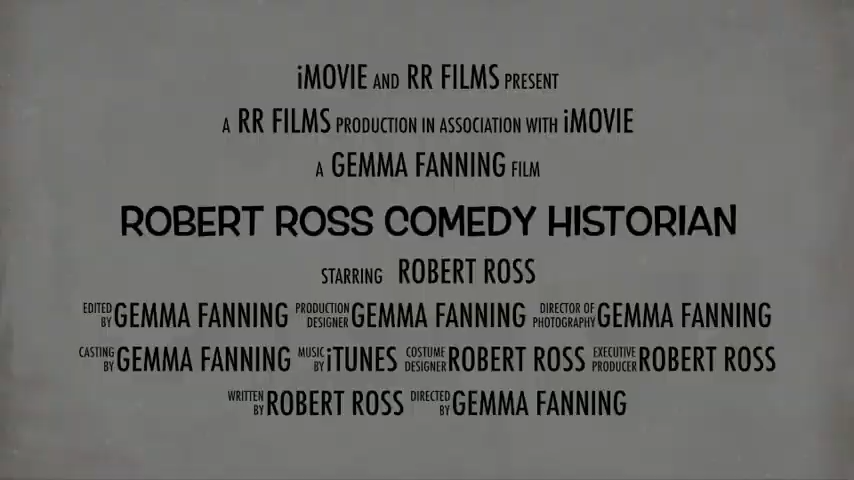 iMOVIE AND RR FILMS PRESENT
A RR FILMS PRODUCTION IN ASSOCIATION WITH iMOVIE
A GEMMA FANNING FILM
ROBERT ROSS COMEDY HISTORIAN
STARRING ROBERT ROSS
EDITED BY GEMMA FANNING PRODUCTION DESIGNER GEMMA FANNING DIRECTOR OF PHOTOGRAPHY GEMMA FANNING
CASTING BY GEMMA FANNING MUSIC BY iTUNES COSTUME DESIGNER ROBERT ROSS EXECUTIVE PRODUCER ROBERT ROSS
WRITTEN BY ROBERT ROSS DIRECTED BY GEMMA FANNING